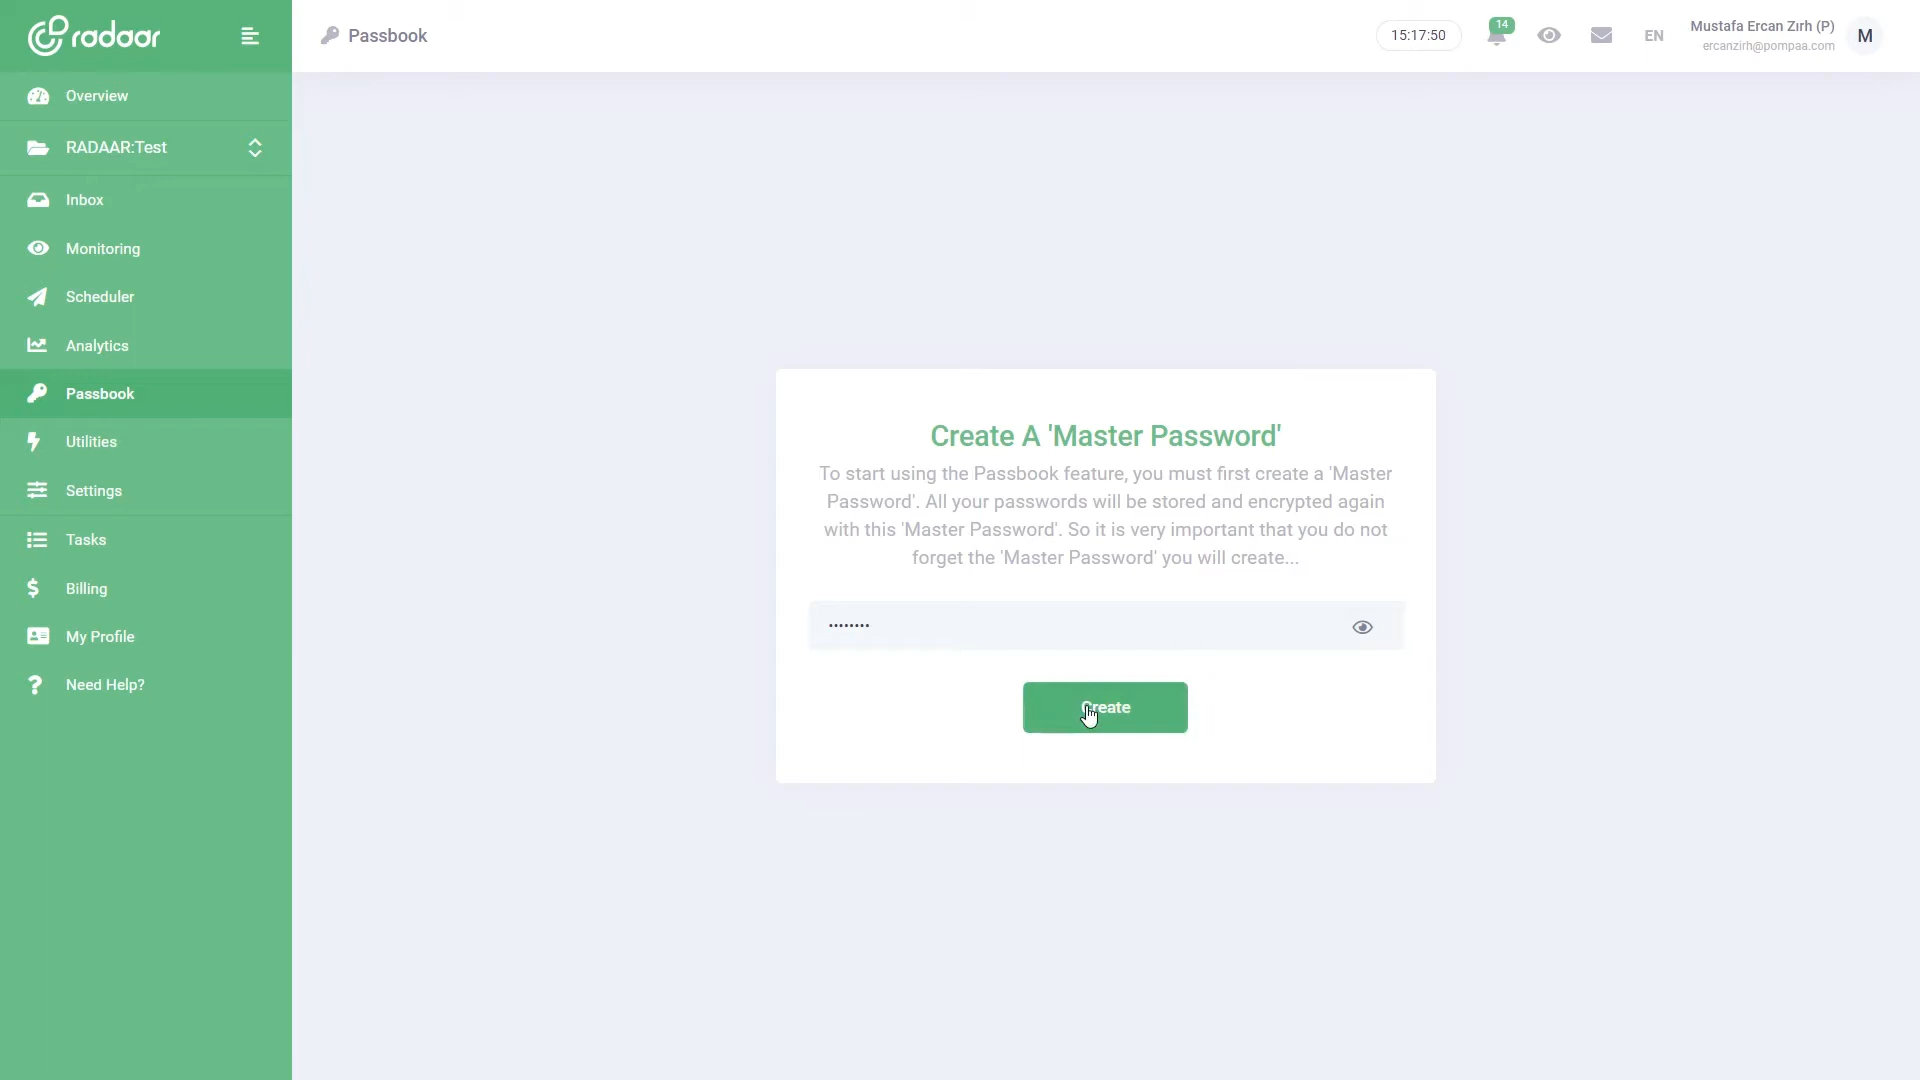 radaar
Passbook
15:17:50
14
EN
Mustafa Ercan Zırh (P)
ercanzirh@pompaa.com
M
Overview
RADAAR:Test
Inbox
Monitoring
Scheduler
Analytics
Passbook
Utilities
Settings
Tasks
Billing
My Profile
Need Help?
Create A 'Master Password'
To start using the Passbook feature, you must first create a 'Master
Password'. All your passwords will be stored and encrypted again
with this 'Master Password'. So it is very important that you do not
forget the 'Master Password' you will create...
••••••••
Create